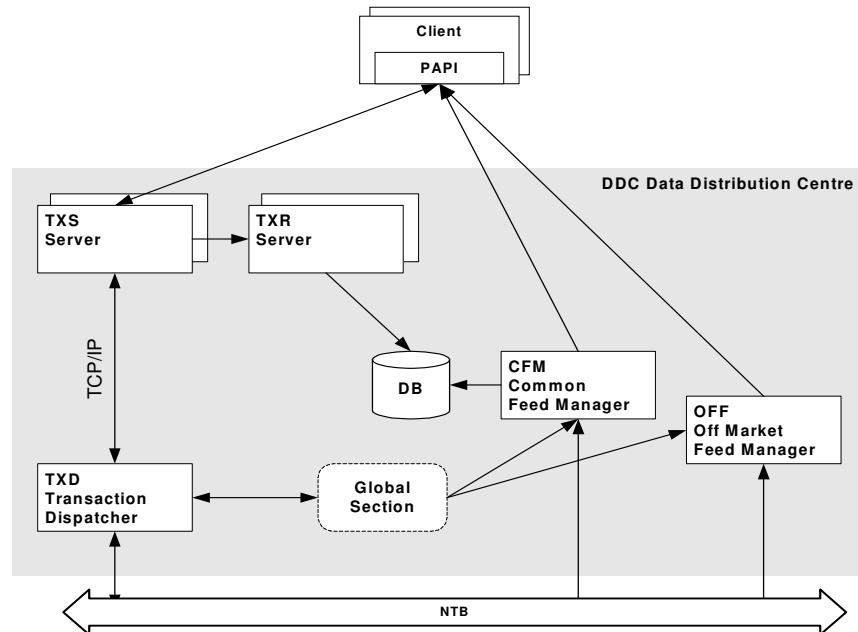 Client
PAPI
DDC Data Distribution Centre
TXS
Server
TXR
Server
TCP/IP
DB
CFM
Common
Feed Manager
OFF
Off Market
Feed Manager
TXD
Transaction
Dispatcher
Global
Section
NTB